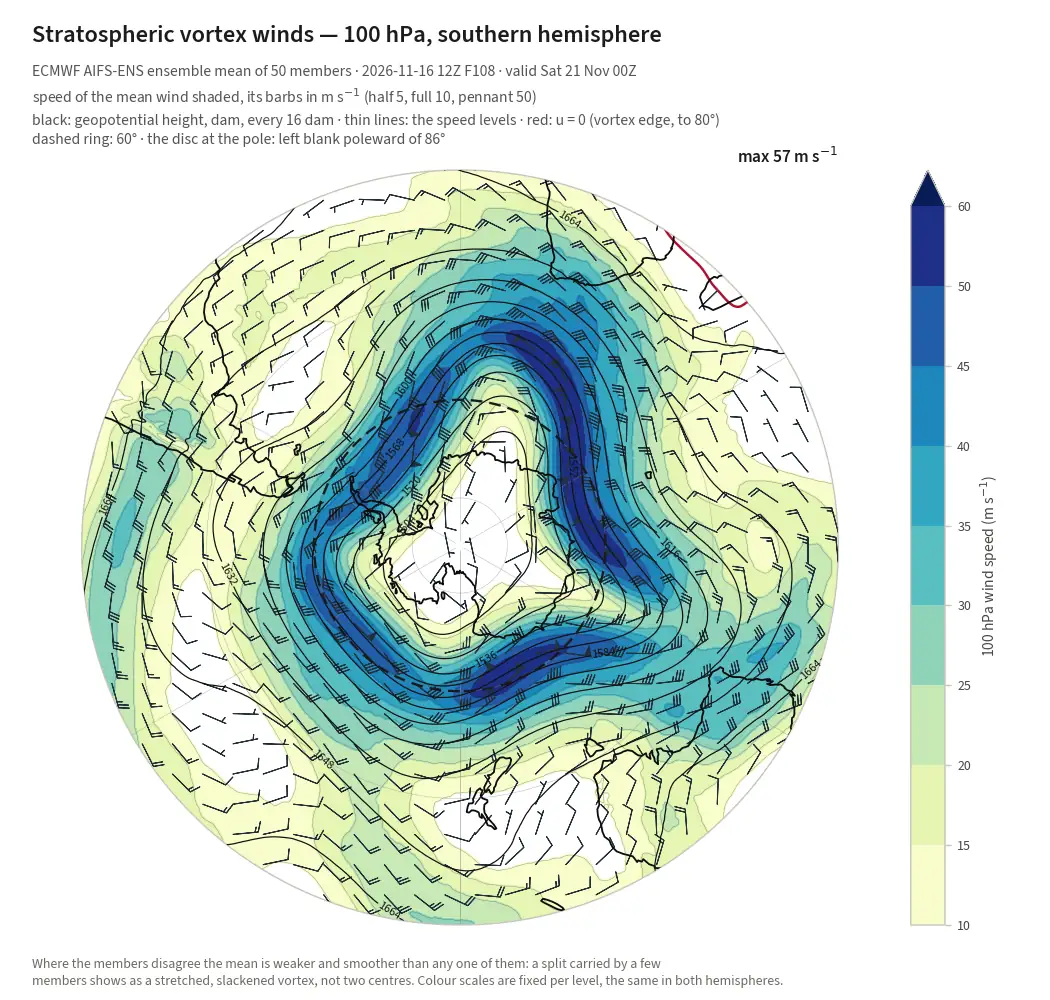 Stratospheric vortex winds — 100 hPa, southern hemisphere
ECMWF AIFS-ENS ensemble mean of 50 members · 2026-11-16 12Z F108 · valid Sat 21 Nov 00Z
speed of the mean wind shaded, its barbs in m s⁻¹ (half 5, full 10, pennant 50)
black: geopotential height, dam, every 16 dam · thin lines: the speed levels · red: u = 0 (vortex edge, to 80°)
dashed ring: 60° · the disc at the pole: left blank poleward of 86°
max 57 m s⁻¹
60
50
45
40
35
30
25
20
15
10
100 hPa wind speed (m s⁻¹)
1664
1600
1568
1552
1520
1664
1616
1632
1536
1584
1664
1648
1664
Where the members disagree the mean is weaker and smoother than any one of them: a split carried by a few
members shows as a stretched, slackened vortex, not two centres. Colour scales are fixed per level, the same in both hemispheres.